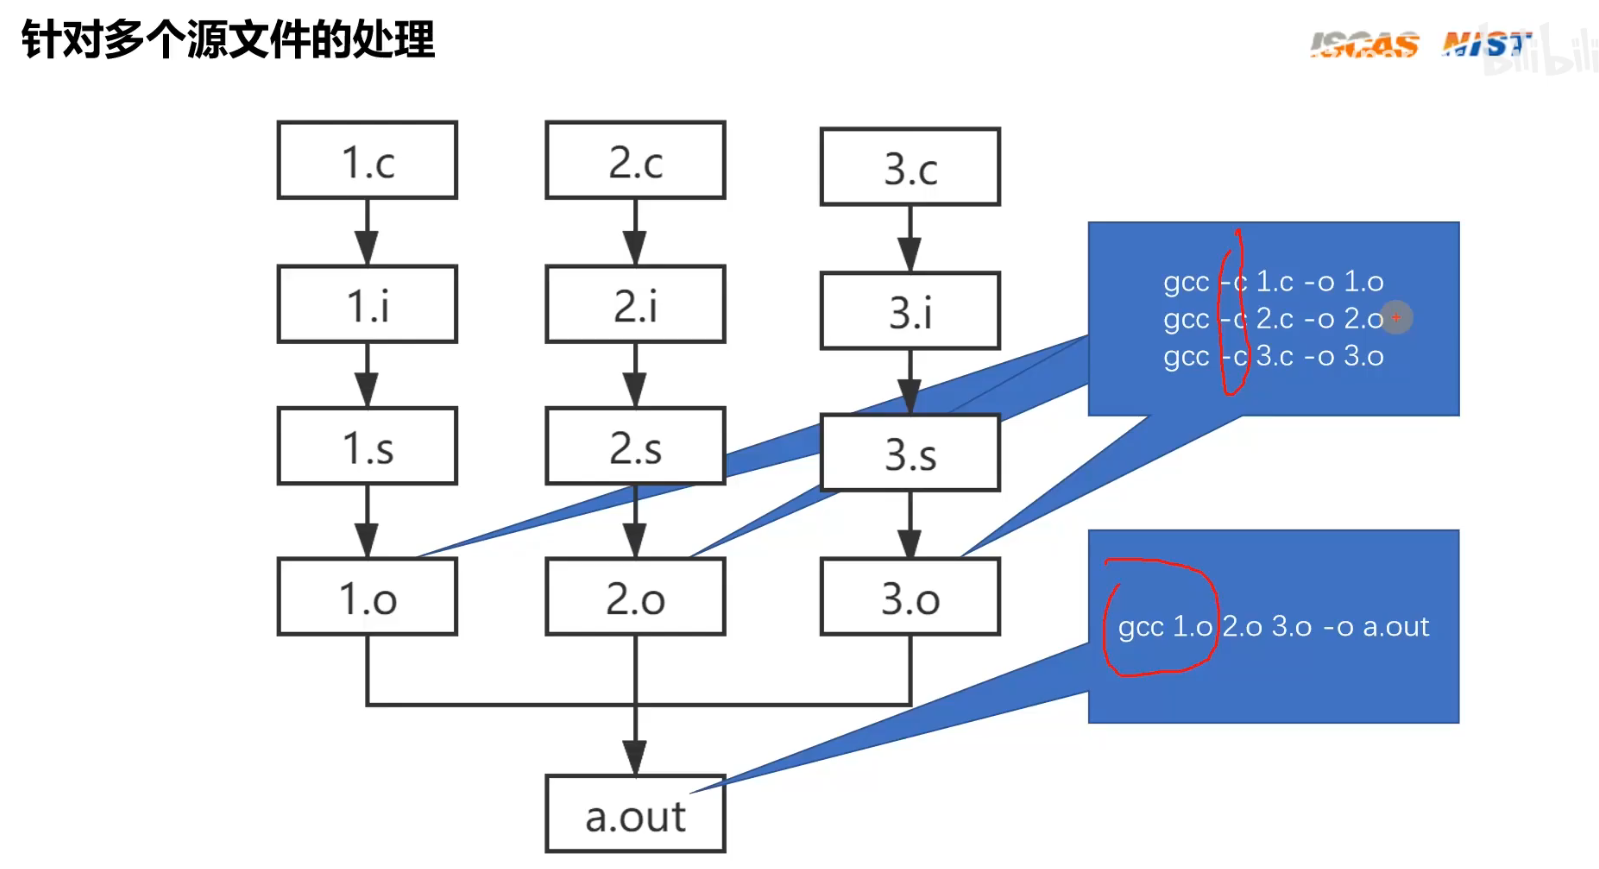 针对多个源文件的处理
ISCAS NIST
bilibili
1.c 2.c 3.c
1.i 2.i 3.i
gcc -c 1.c -o 1.o
gcc -c 2.c -o 2.o
gcc -c 3.c -o 3.o
1.s 2.s 3.s
1.o 2.o 3.o
gcc 1.o 2.o 3.o -o a.out
a.out